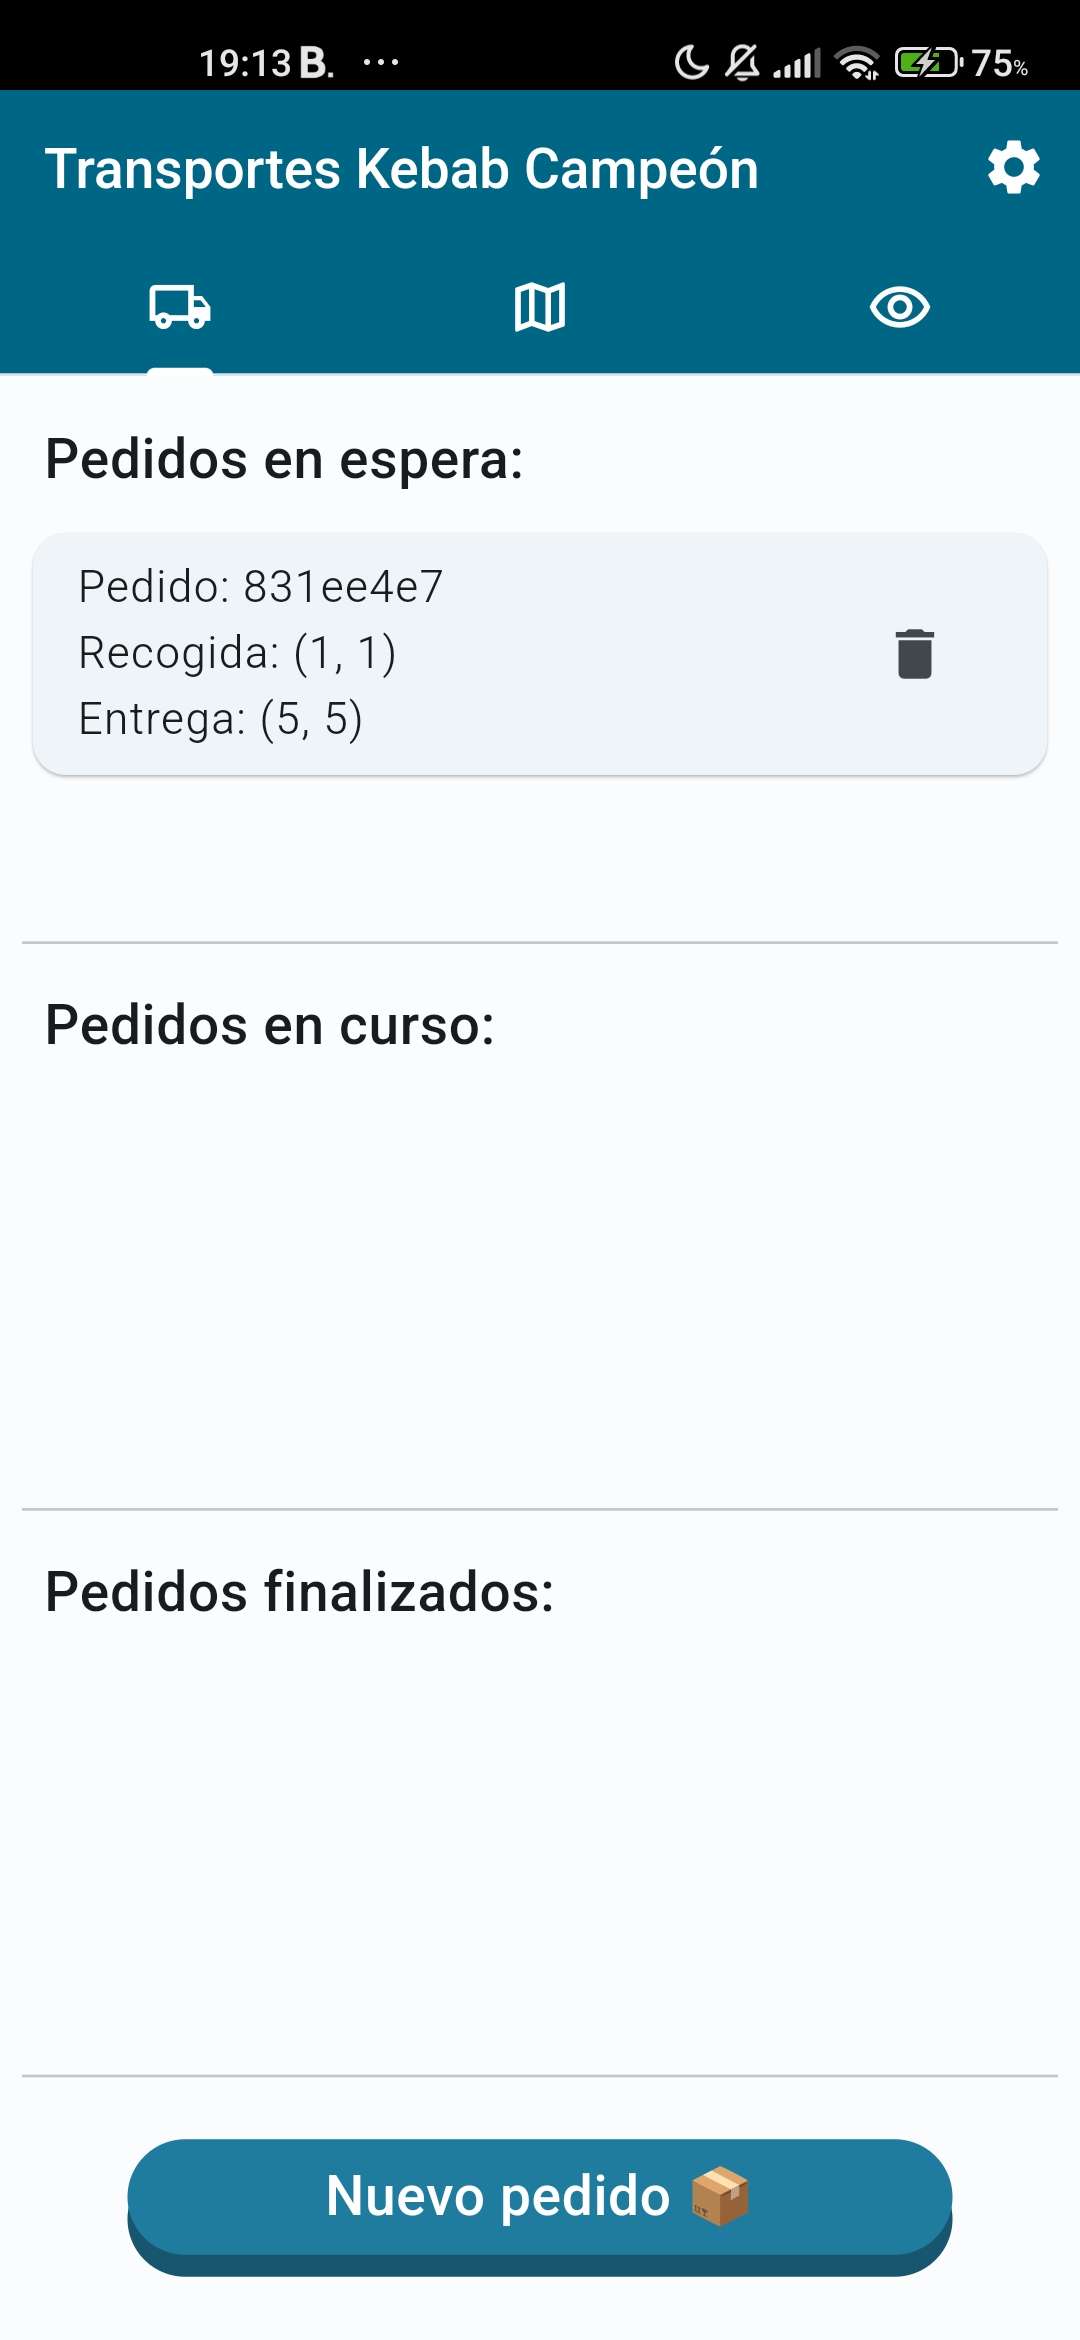 19:13 B. ...
75%
Transportes Kebab Campeón
Pedidos en espera:
Pedido: 831ee4e7
Recogida: (1, 1)
Entrega: (5, 5)
Pedidos en curso:
Pedidos finalizados:
Nuevo pedido 📦